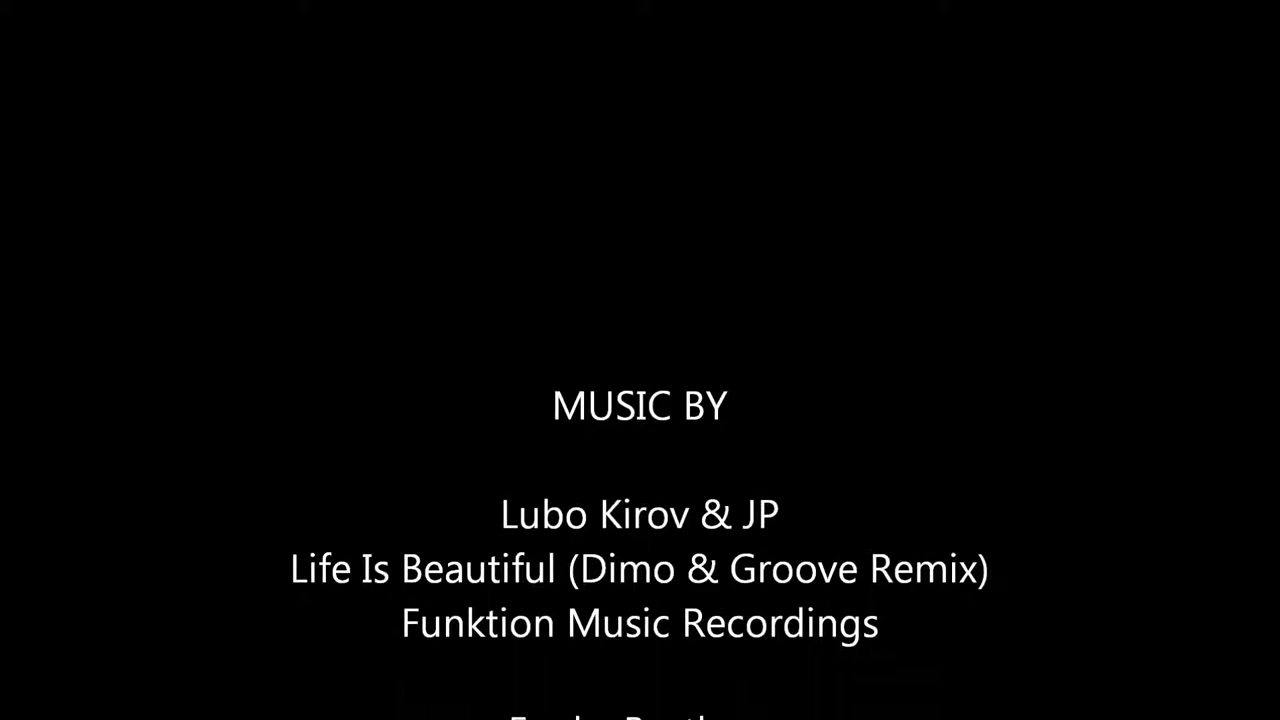 MUSIC BY
Lubo Kirov & JP
Life Is Beautiful (Dimo & Groove Remix)
Funktion Music Recordings